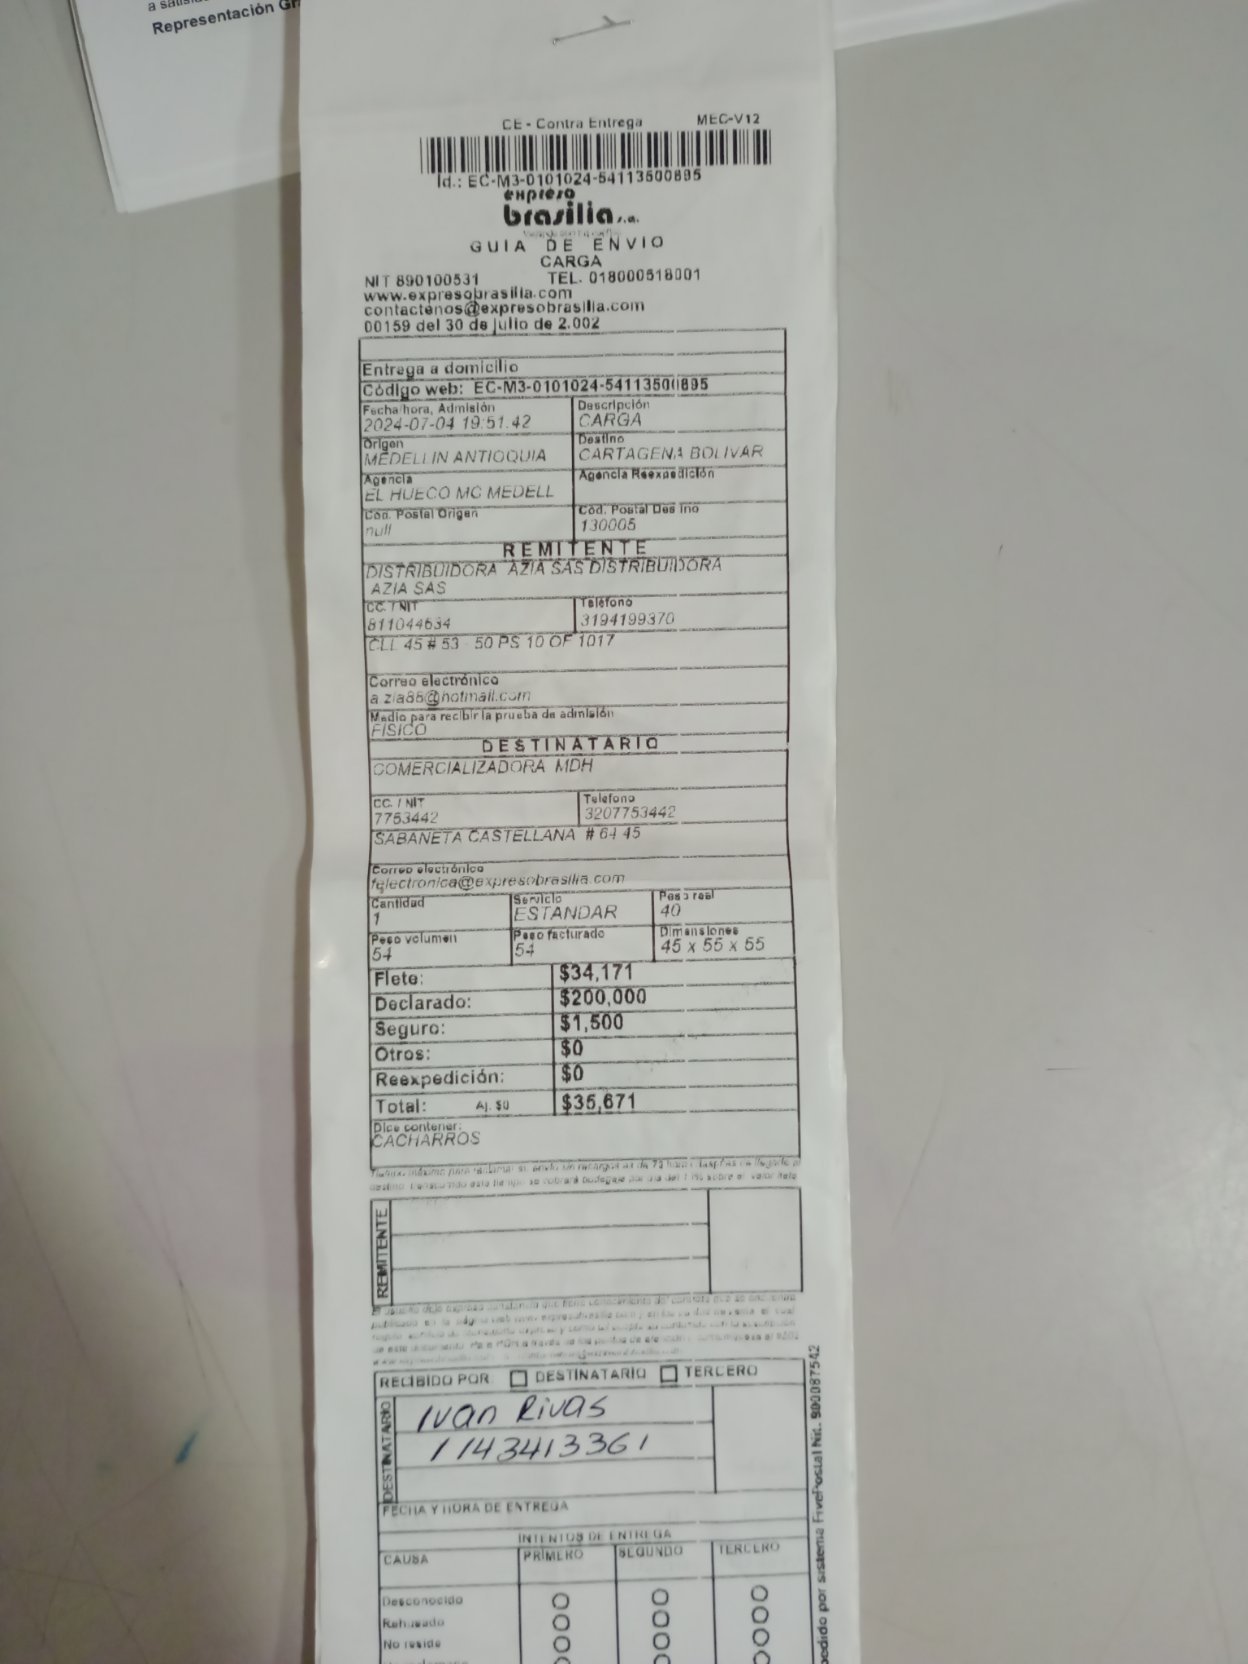 Representación
CE - Contra Entrega MEC-V12
Id.: EC-M3-0101024-54113500895
expreso
brasilia s.a.
GUIA DE ENVIO
CARGA
NIT 890100531 TEL. 018000518001
www.expresobrasilia.com
contactenos@expresobrasilia.com
00159 del 30 de julio de 2.002
Entrega a domicilio
Código web: EC-M3-0101024-54113500895
Fecha hora, Admisión Descripción
2024-07-04 19:51.42 CARGA
Origen Destino
MEDELLIN ANTIOQUIA CARTAGENA BOLIVAR
Agencia Agencia Reexpedición
EL HUECO MC MEDELL
Cod. Postal Origen Cód. Postal Destino
null 130005
REMITENTE
DISTRIBUIDORA AZIA SAS DISTRIBUIDORA
AZIA SAS
CC. / NIT Teléfono
811044634 3194199370
CLL 45 # 53 - 50 PS 10 OF 1017
Correo electrónico
a.zia85@hotmail.com
Medio para recibir la prueba de admisión
FISICO
DESTINATARIO
COMERCIALIZADORA MDH
CC. / NIT Telefono
7753442 3207753442
SABANETA CASTELLANA # 64 45
Correo electrónico
felectronica@expresobrasilia.com
Cantidad Servicio Peso real
1 ESTANDAR 40
Peso volumen Peso facturado Dimensiones
54 54 45 x 55 x 55
Flete: $34,171
Declarado: $200,000
Seguro: $1,500
Otros: $0
Reexpedición: $0
Total: Aj. $0 $35,671
Dice contener:
CACHARROS
REMITENTE
RECIBIDO POR DESTINATARIO TERCERO
DESTINATARIO
Ivan Rivas
1143413361
FECHA Y HORA DE ENTREGA
INTENTOS DE ENTREGA
CAUSA PRIMERO SEGUNDO TERCERO
Desconocido
Rehusado
No reside
pedido por sistema FivePostal Nit. 900087542